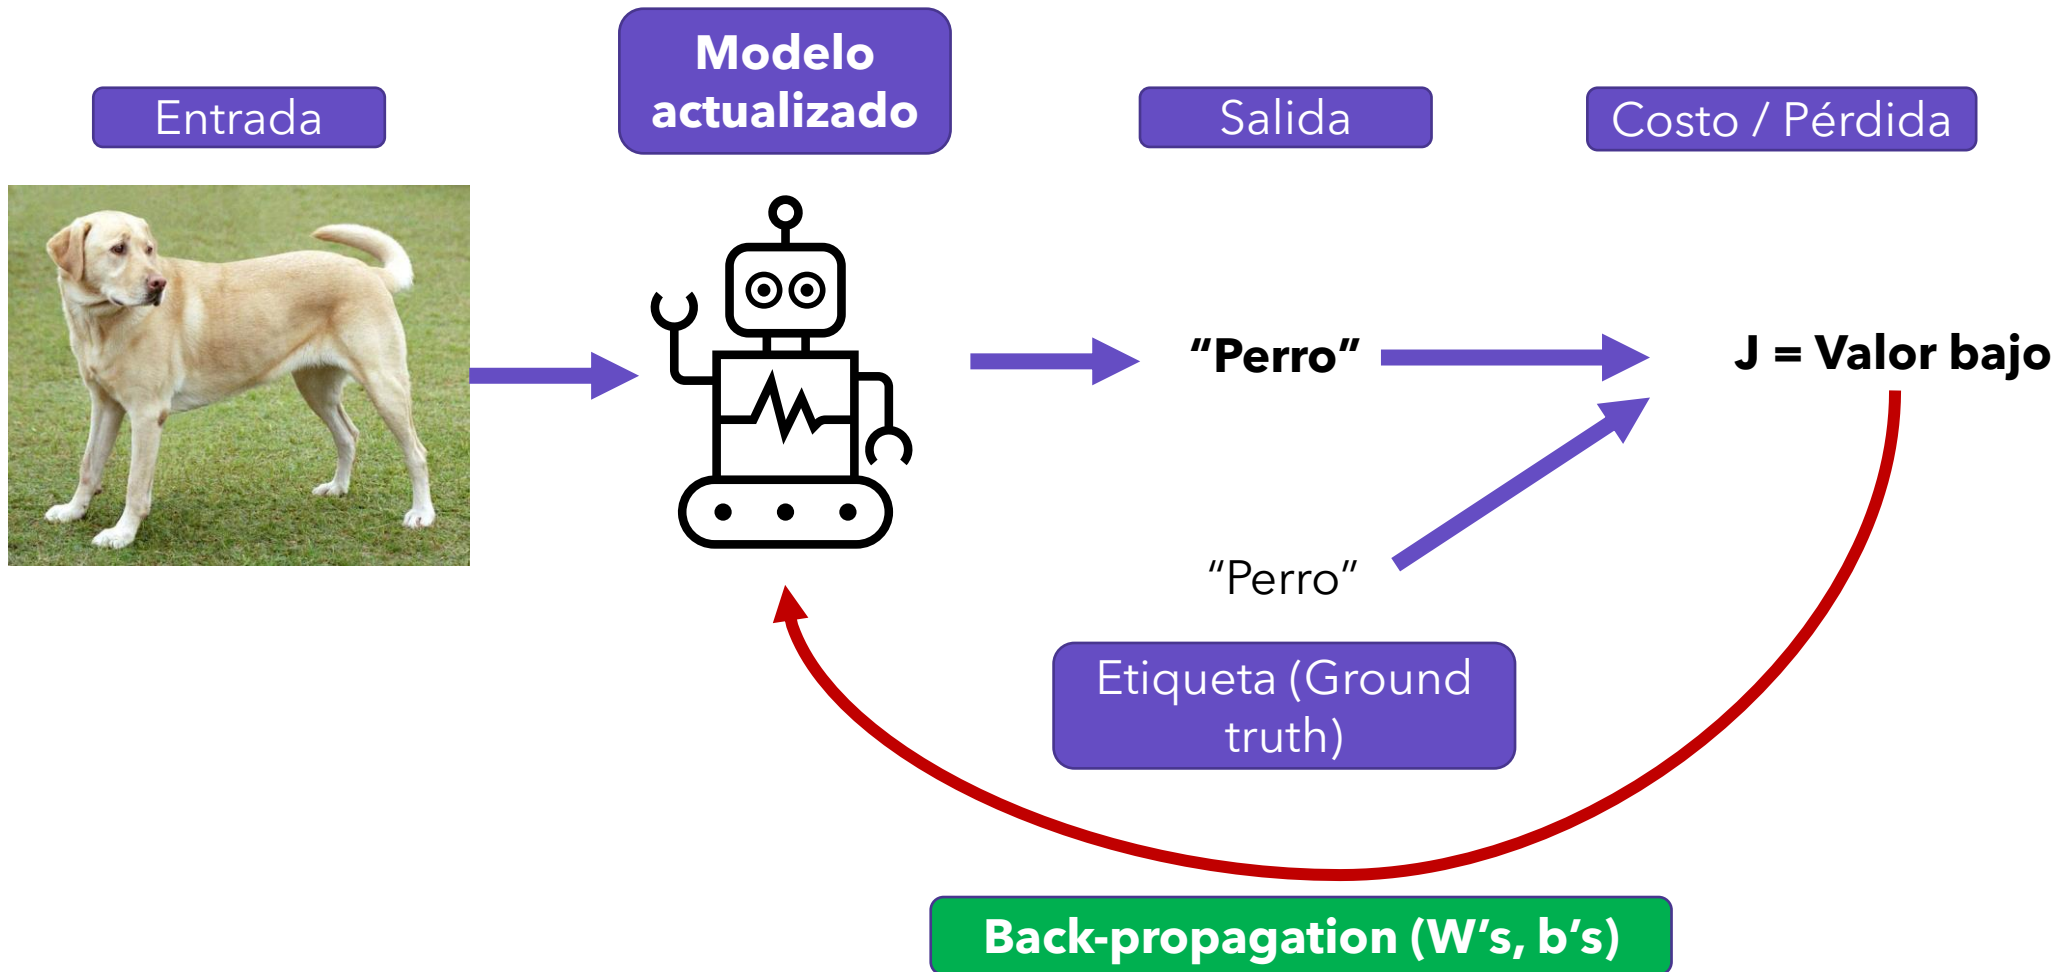 Entrada
Modelo
actualizado
Salida
Costo / Pérdida
“Perro”
J = Valor bajo
“Perro”
Etiqueta (Ground
truth)
Back-propagation (W’s, b’s)